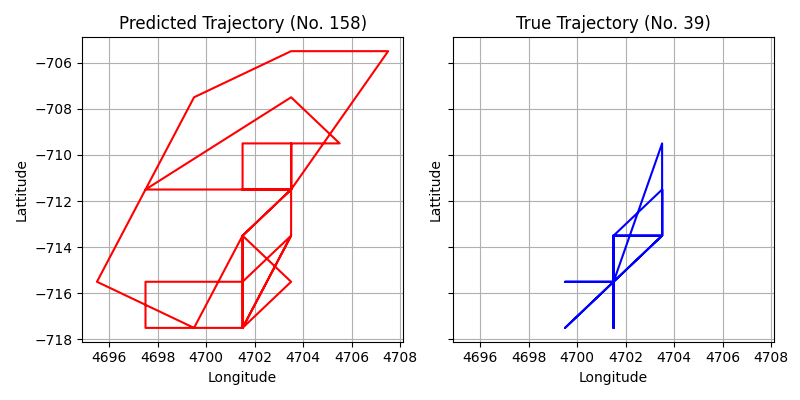 Predicted Trajectory (No. 158)
True Trajectory (No. 39)
−706
−708
−710
−712
−714
−716
−718
Lattitude
Lattitude
4696 4698 4700 4702 4704 4706 4708
4696 4698 4700 4702 4704 4706 4708
Longitude
Longitude